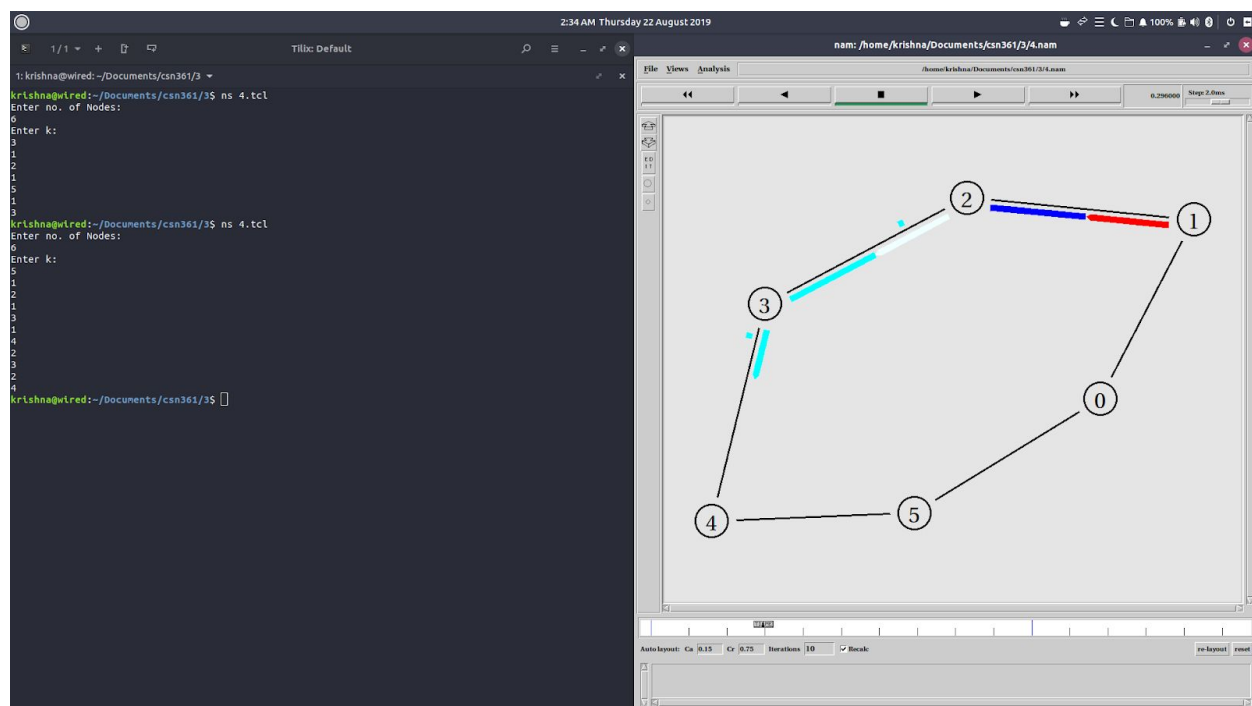 2:34 AM Thursday 22 August 2019
100%
1/1
Tilix: Default
1: krishna@wired: ~/Documents/csn361/3
krishna@wired:~/Documents/csn361/3$ ns 4.tcl
Enter no. of Nodes:
6
Enter k:
3
1
2
1
5
1
3
krishna@wired:~/Documents/csn361/3$ ns 4.tcl
Enter no. of Nodes:
6
Enter k:
5
1
2
1
3
1
4
2
3
2
4
krishna@wired:~/Documents/csn361/3$
nam: /home/krishna/Documents/csn361/3/4.nam
File Views Analysis
/home/krishna/Documents/csn361/3/4.nam
0.296000
Step: 2.0ms
ED
IT
2
1
3
0
4
5
Auto layout: Ca 0.15 Cr 0.75 Iterations 10 Recalc
re-layout reset